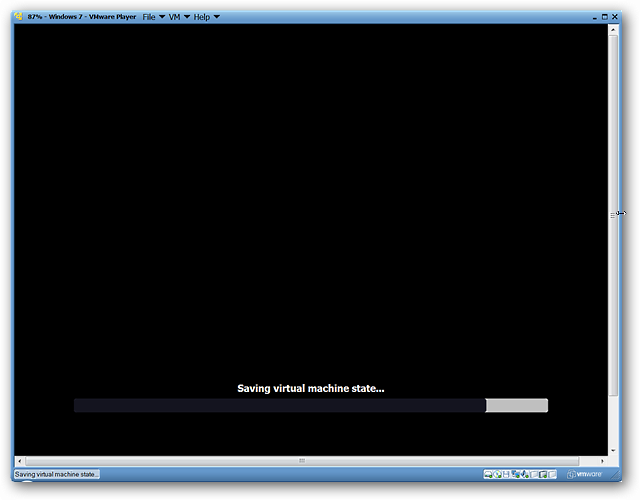 87% - Windows 7 - VMware Player File VM Help
Saving virtual machine state...
Saving virtual machine state...
vmware